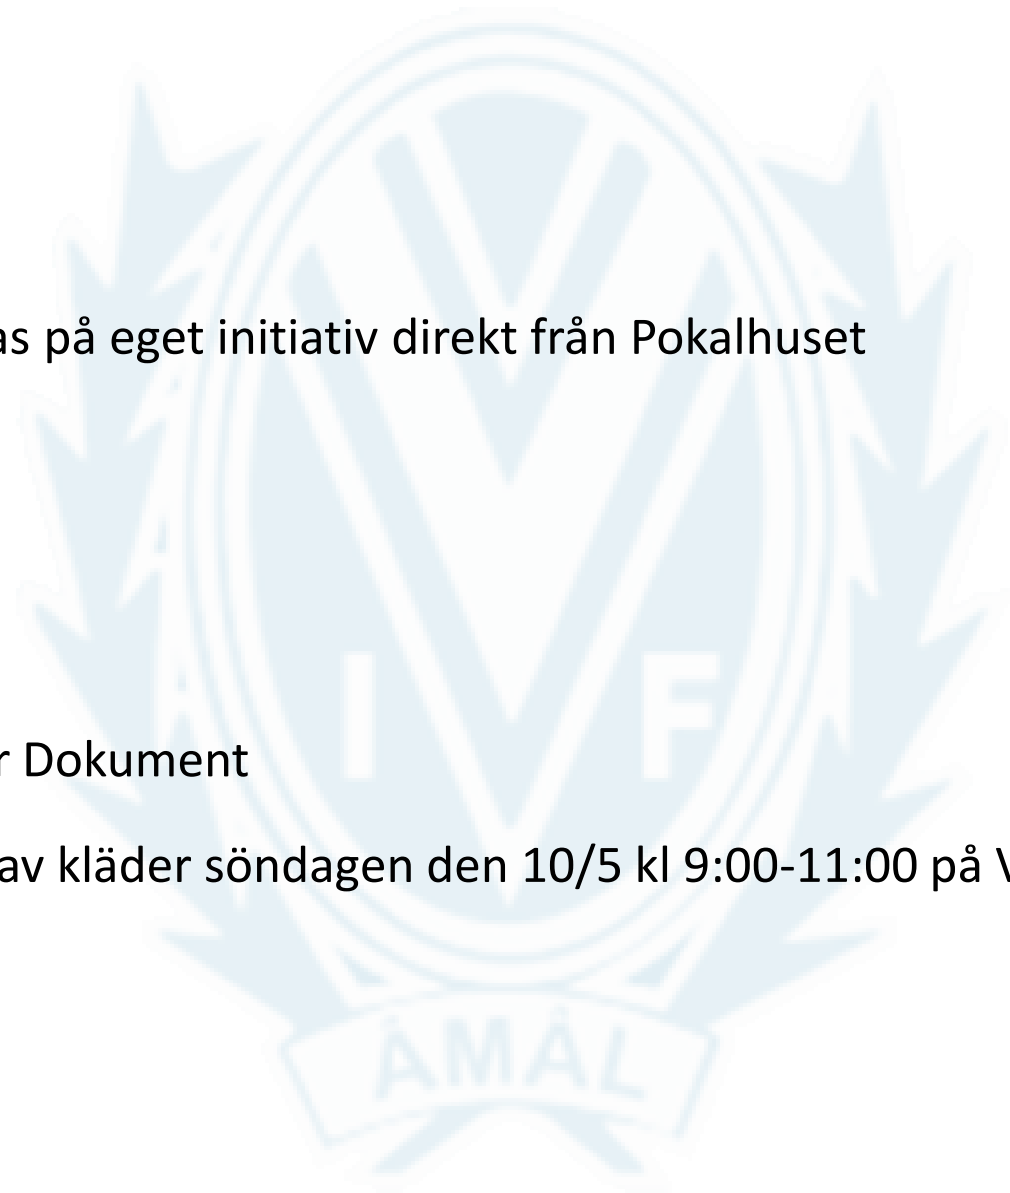 as på eget initiativ direkt från Pokalhuset
I F
r Dokument
av kläder söndagen den 10/5 kl 9:00-11:00 på V
ÅMÅL